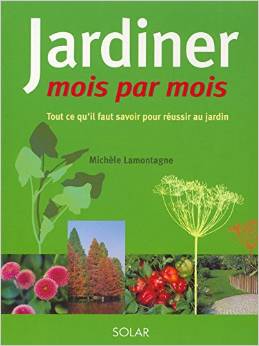 Jardiner
mois par mois
Tout ce qu'il faut savoir pour réussir au jardin
Michèle Lamontagne
SOLAR